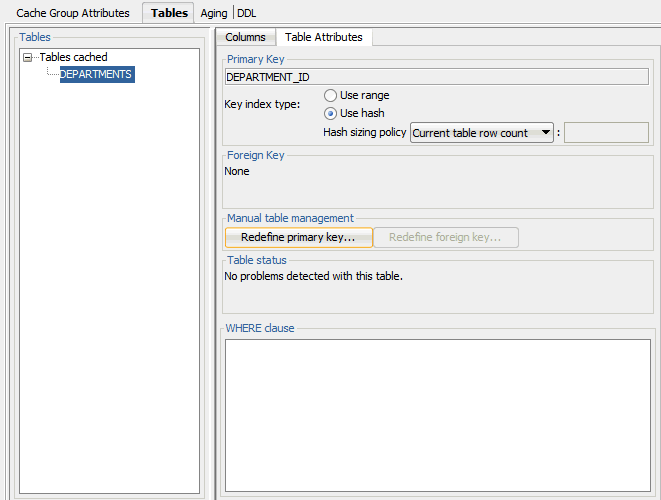 Cache Group Attributes Tables Aging DDL
Tables
Tables cached
DEPARTMENTS
Columns Table Attributes
Primary Key
DEPARTMENT_ID
Key index type:
Use range
Use hash
Hash sizing policy Current table row count :
Foreign Key
None
Manual table management
Redefine primary key... Redefine foreign key...
Table status
No problems detected with this table.
WHERE clause